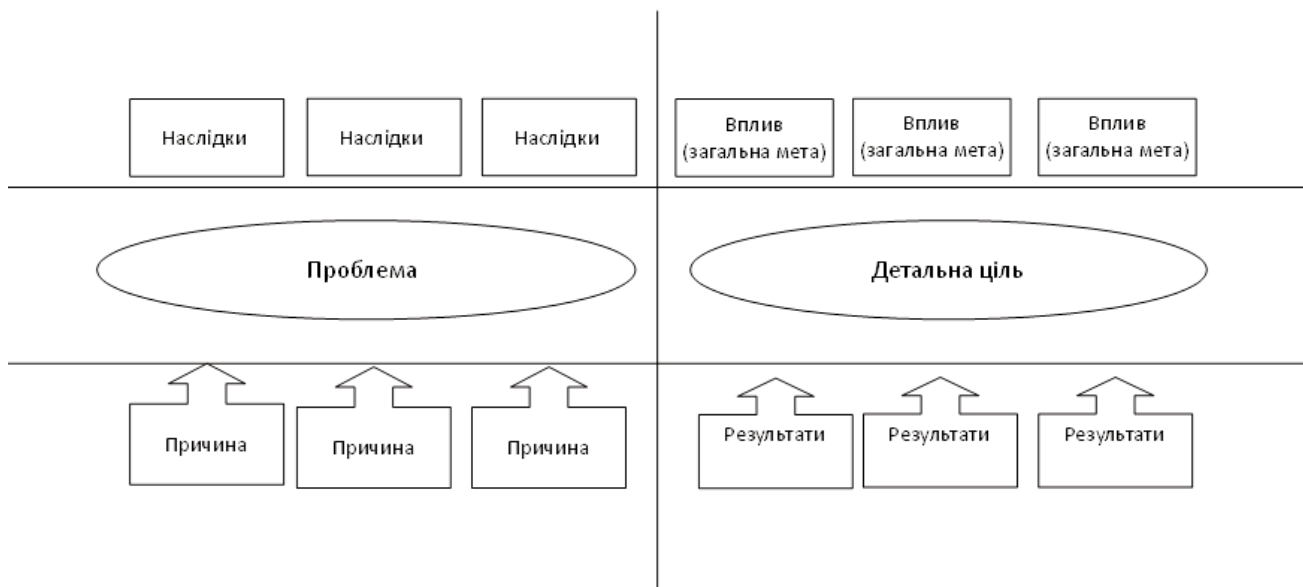 Наслідки
Наслідки
Наслідки
Вплив
(загальна мета)
Вплив
(загальна мета)
Вплив
(загальна мета)
Проблема
Детальна ціль
Причина
Причина
Причина
Результати
Результати
Результати